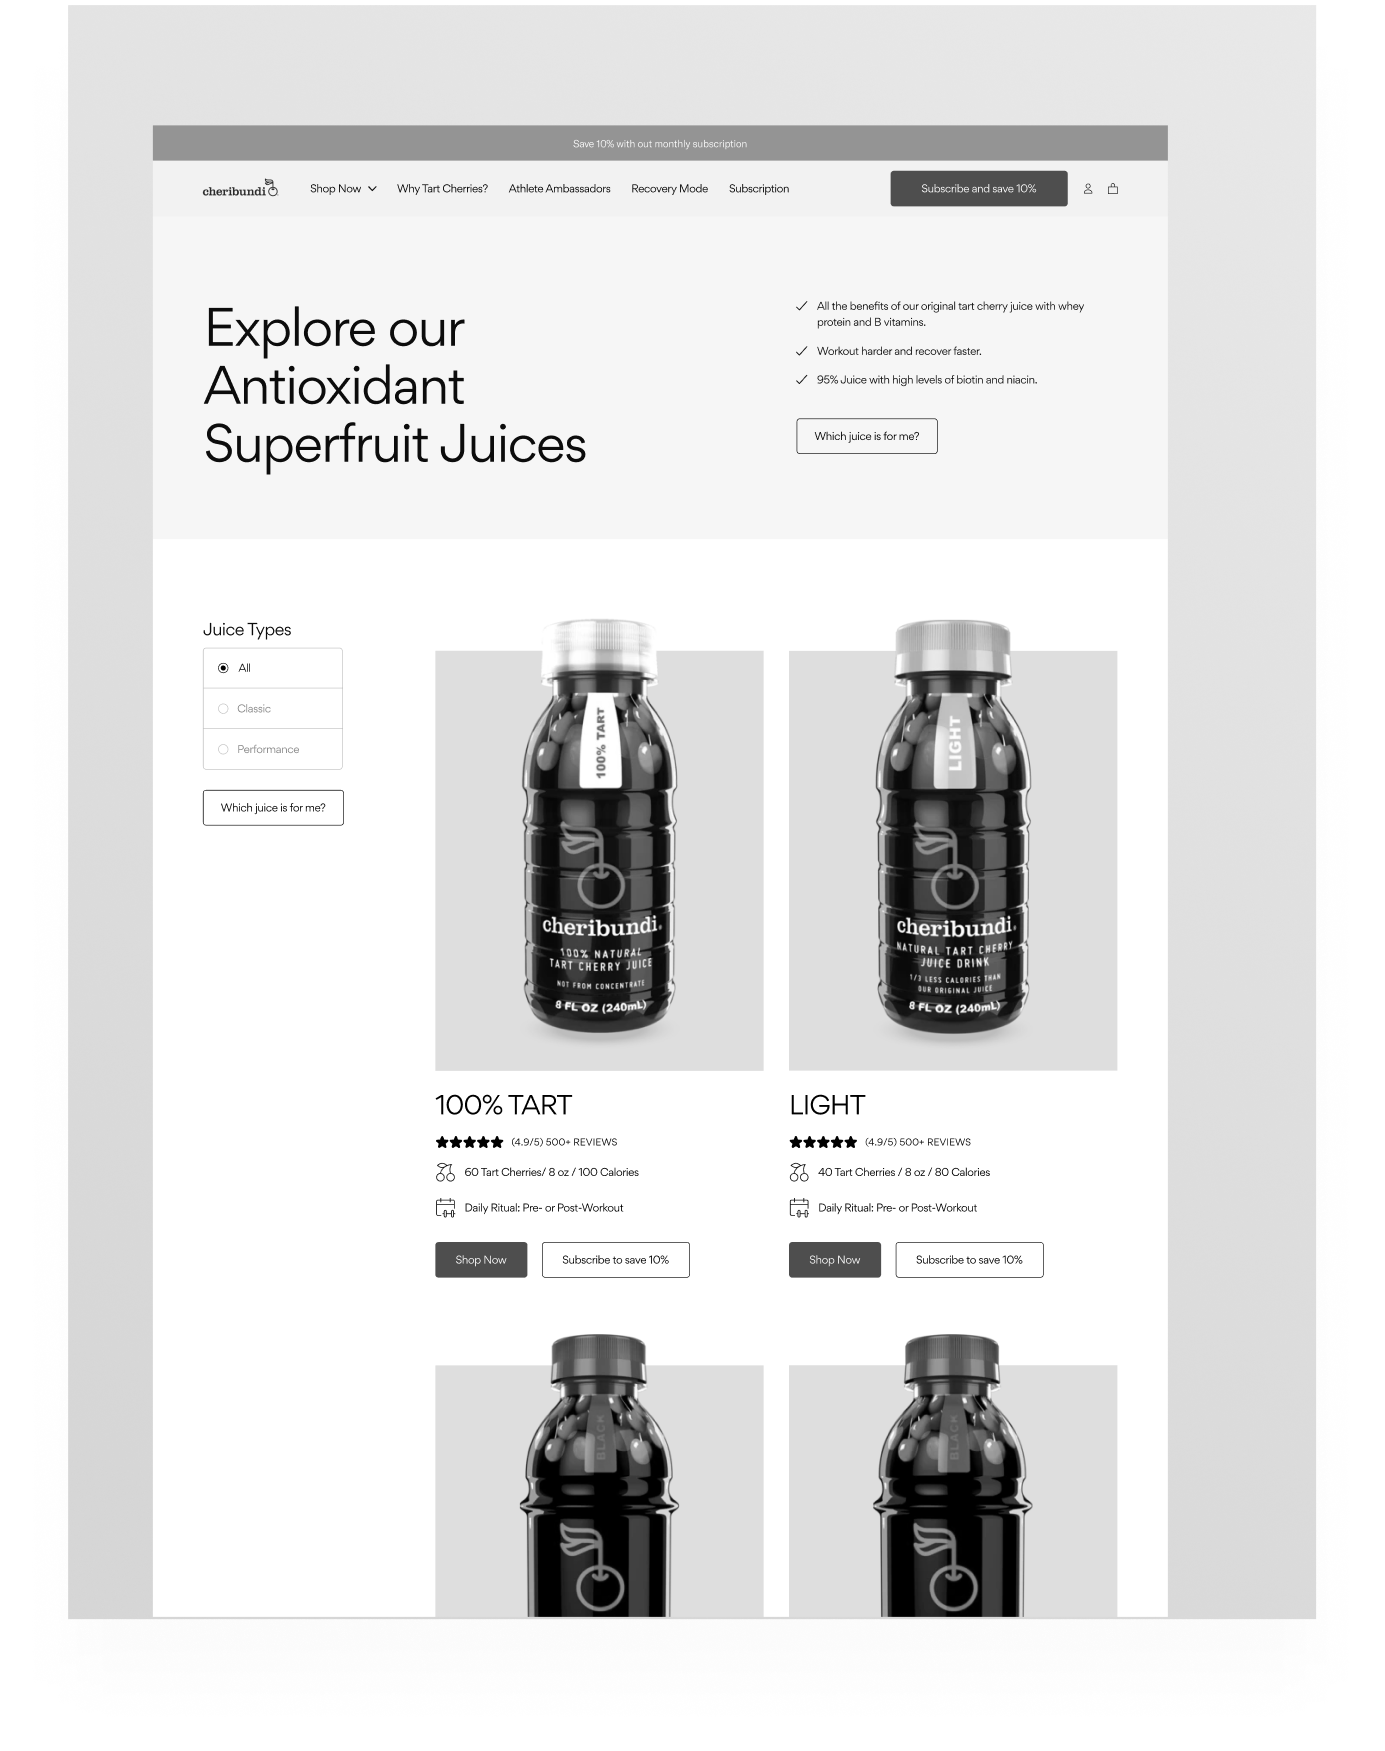 Save 10% with out monthly subscription
cheribundi
Shop Now
Why Tart Cherries?
Athlete Ambassadors
Recovery Mode
Subscription
Subscribe and save 10%
Explore our
Antioxidant
Superfruit Juices
All the benefits of our original tart cherry juice with whey
protein and B vitamins.
Workout harder and recover faster.
95% Juice with high levels of biotin and niacin.
Which juice is for me?
Juice Types
All
Classic
Performance
Which juice is for me?
100% TART
cheribundi
100% NATURAL
TART CHERRY JUICE
NOT FROM CONCENTRATE
8 FL OZ (240mL)
LIGHT
cheribundi
NATURAL TART CHERRY
JUICE DRINK
1/3 LESS CALORIES THAN
OUR ORIGINAL JUICE
8 FL OZ (240mL)
100% TART
(4.9/5) 500+ REVIEWS
60 Tart Cherries/ 8 oz / 100 Calories
Daily Ritual: Pre- or Post-Workout
Shop Now
Subscribe to save 10%
LIGHT
(4.9/5) 500+ REVIEWS
40 Tart Cherries / 8 oz / 80 Calories
Daily Ritual: Pre- or Post-Workout
Shop Now
Subscribe to save 10%
BLACK
BLACK